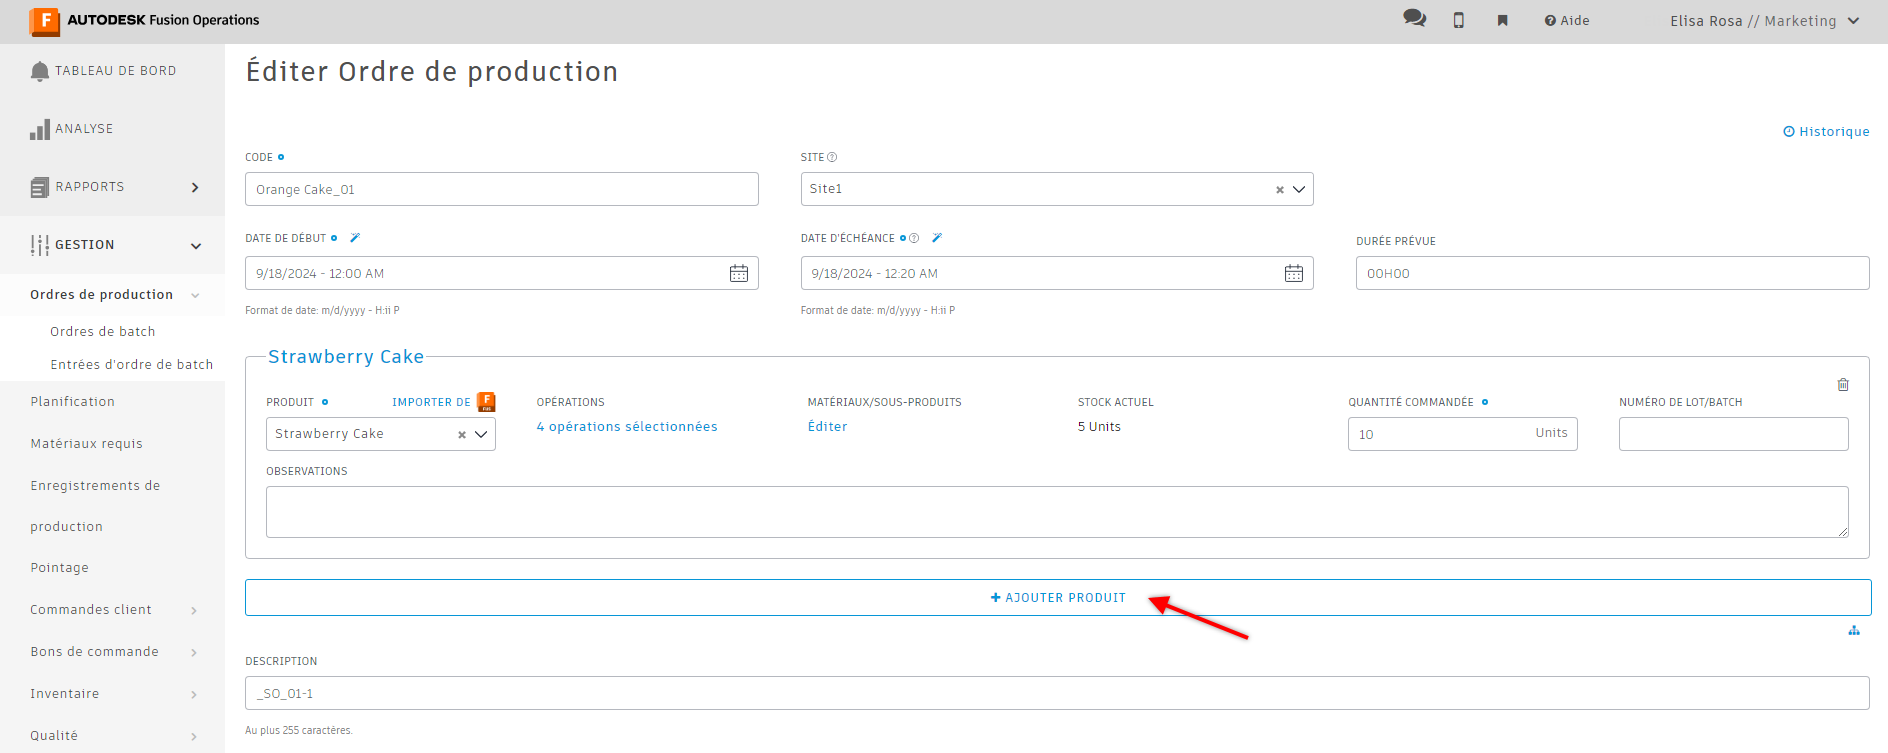 AUTODESK Fusion Operations
Aide
Elisa Rosa // Marketing
TABLEAU DE BORD
ANALYSE
RAPPORTS
GESTION
Ordres de production
Ordres de batch
Entrées d'ordre de batch
Planification
Matériaux requis
Enregistrements de
production
Pointage
Commandes client
Bons de commande
Inventaire
Qualité
Éditer Ordre de production
Historique
CODE
Orange Cake_01
SITE
Site1
DATE DE DÉBUT
9/18/2024 - 12:00 AM
Format de date: m/d/yyyy - H:ii P
DATE D'ÉCHÉANCE
9/18/2024 - 12:20 AM
Format de date: m/d/yyyy - H:ii P
DURÉE PRÉVUE
00H00
Strawberry Cake
PRODUIT
IMPORTER DE
Strawberry Cake
OPÉRATIONS
4 opérations sélectionnées
MATÉRIAUX/SOUS-PRODUITS
Éditer
STOCK ACTUEL
5 Units
QUANTITÉ COMMANDÉE
10 Units
NUMÉRO DE LOT/BATCH
OBSERVATIONS
+ AJOUTER PRODUIT
DESCRIPTION
_SO_01-1
Au plus 255 caractères.